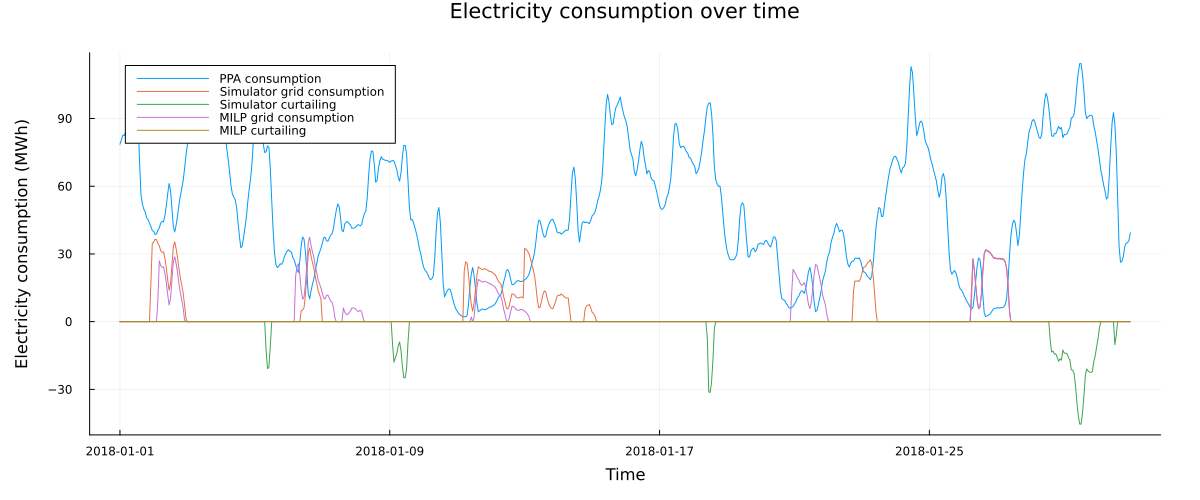 Electricity consumption over time
PPA consumption
Simulator grid consumption
Simulator curtailing
MILP grid consumption
MILP curtailing
Electricity consumption (MWh)
90
60
30
0
−30
2018-01-01
2018-01-09
2018-01-17
2018-01-25
Time